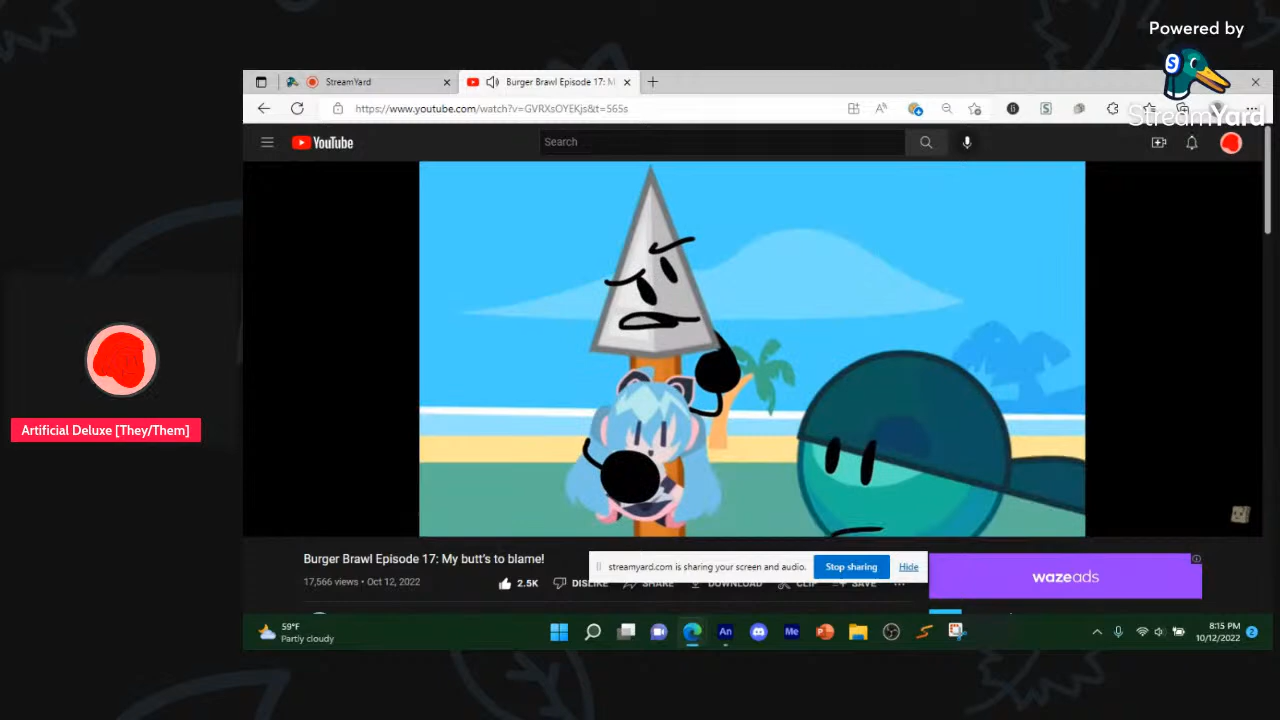 Powered by
StreamYard
StreamYard
Burger Brawl Episode 17: M
https://www.youtube.com/watch?v=GVRXsOYEKjs&t=565s
YouTube
Search
Artificial Deluxe [They/Them]
Burger Brawl Episode 17: My butt's to blame!
17,566 views • Oct 12, 2022
2.5K
DISLIKE
SHARE
DOWNLOAD
CLIP
SAVE
streamyard.com is sharing your screen and audio.
Stop sharing
Hide
wazeads
59°F
Partly cloudy
An
Me
8:15 PM
10/12/2022
2